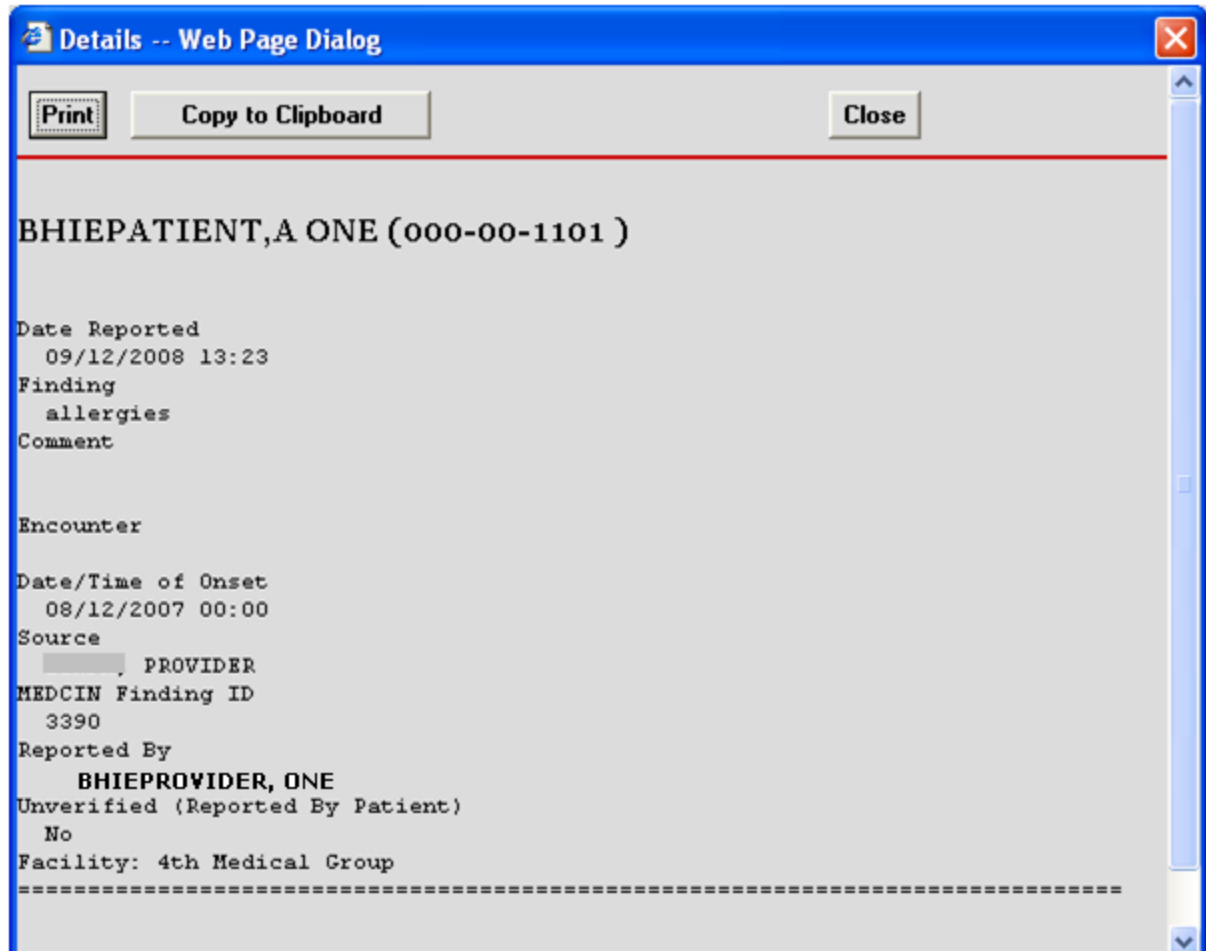 Details -- Web Page Dialog
Print Copy to Clipboard Close
BHIEPATIENT,A ONE (000-00-1101 )
Date Reported
09/12/2008 13:23
Finding
allergies
Comment
Encounter
Date/Time of Onset
08/12/2007 00:00
Source
, PROVIDER
MEDCIN Finding ID
3390
Reported By
BHIEPROVIDER, ONE
Unverified (Reported By Patient)
No
Facility: 4th Medical Group
===============================================================================